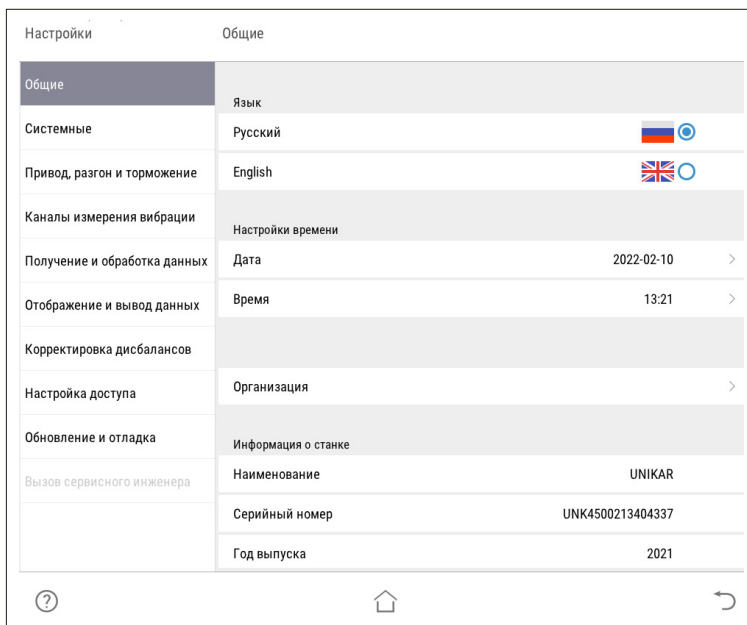 Настройки
Общие
Общие
Системные
Привод, разгон и торможение
Каналы измерения вибрации
Получение и обработка данных
Отображение и вывод данных
Корректировка дисбалансов
Настройка доступа
Обновление и отладка
Вызов сервисного инженера
Язык
Русский
English
Настройки времени
Дата 2022-02-10
Время 13:21
Организация
Информация о станке
Наименование UNIKAR
Серийный номер UNK4500213404337
Год выпуска 2021
?